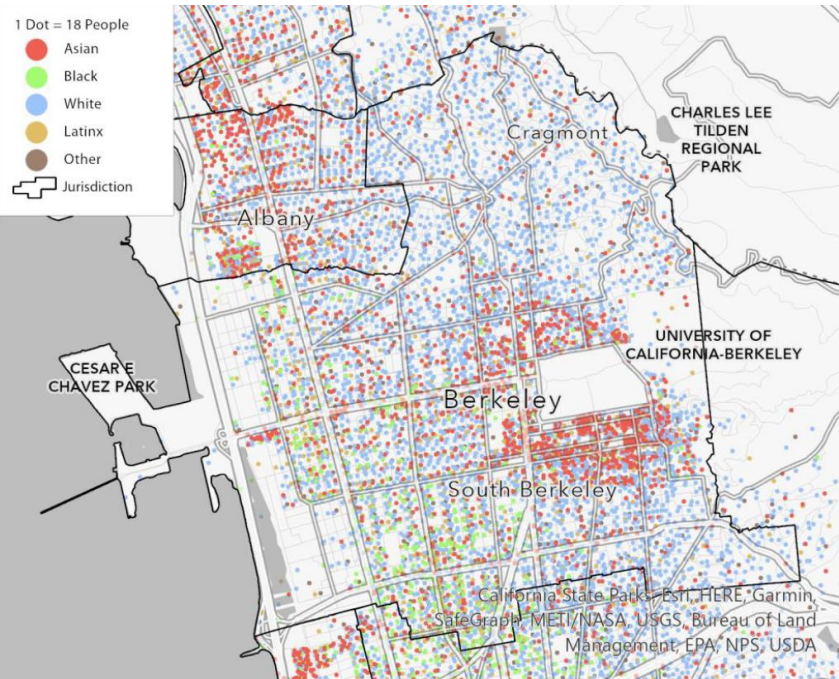 1 Dot = 18 People
Asian
Black
White
Latinx
Other
Jurisdiction
Cragmont
CHARLES LEE
TILDEN
REGIONAL
PARK
Albany
UNIVERSITY OF
CALIFORNIA-BERKELEY
CESAR E
CHAVEZ PARK
Berkeley
South Berkeley
California State Parks, Esri, HERE, Garmin,
SafeGraph, METI/NASA, USGS, Bureau of Land
Management, EPA, NPS, USDA